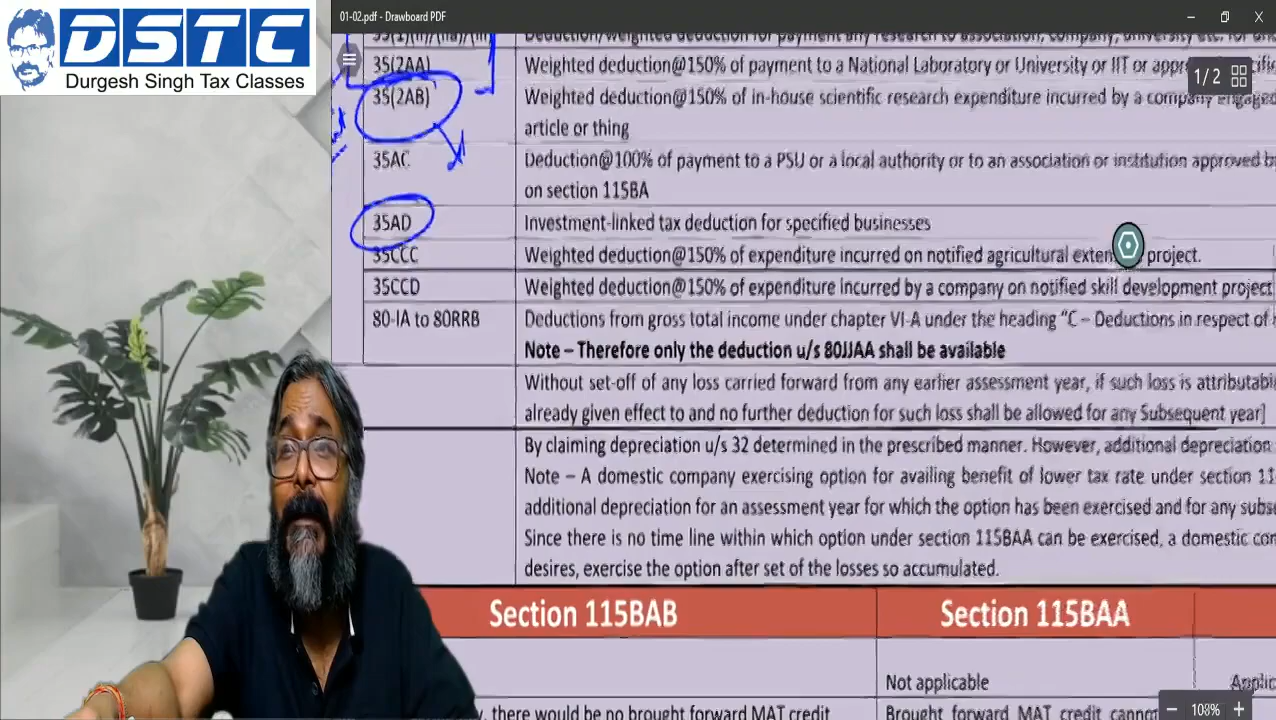 DSTC
Durgesh Singh Tax Classes
01-02.pdf - Drawboard PDF
1/2
Deduction/weighted deduction for payment any research to association, company, university etc. for
35(2AA) Weighted deduction@150% of payment to a National Laboratory or University or IIT or
35(2AB) Weighted deduction@150% of in-house scientific research expenditure incurred by a company engaged
article or thing
35AC Deduction@100% of payment to a PSU or a local authority or to an association or institution approved
on section 115BA
35AD Investment-linked tax deduction for specified businesses
35CCC Weighted deduction@150% of expenditure incurred on notified agricultural project.
35CCD Weighted deduction@150% of expenditure incurred by a company on notified skill development project
80-IA to 80RRB Deductions from gross total income under chapter VI-A under the heading "C – Deductions in respect of
Note – Therefore only the deduction u/s 80JJAA shall be available
Without set-off of any loss carried forward from any earlier assessment year, if such loss is
already given effect to and no further deduction for such loss shall be allowed for any Subsequent year]
By claiming depreciation u/s 32 determined in the prescribed manner. However, additional depreciation
Note – A domestic company exercising option for availing benefit of lower tax rate under section
additional depreciation for an assessment year for which the option has been exercised and for any
Since there is no time line within which option under section 115BAA can be exercised, a domestic
desires, exercise the option after set of the losses so accumulated.
Section 115BAB Section 115BAA
Not applicable
there would be no brought forward MAT credit Brought forward MAT credit
108%